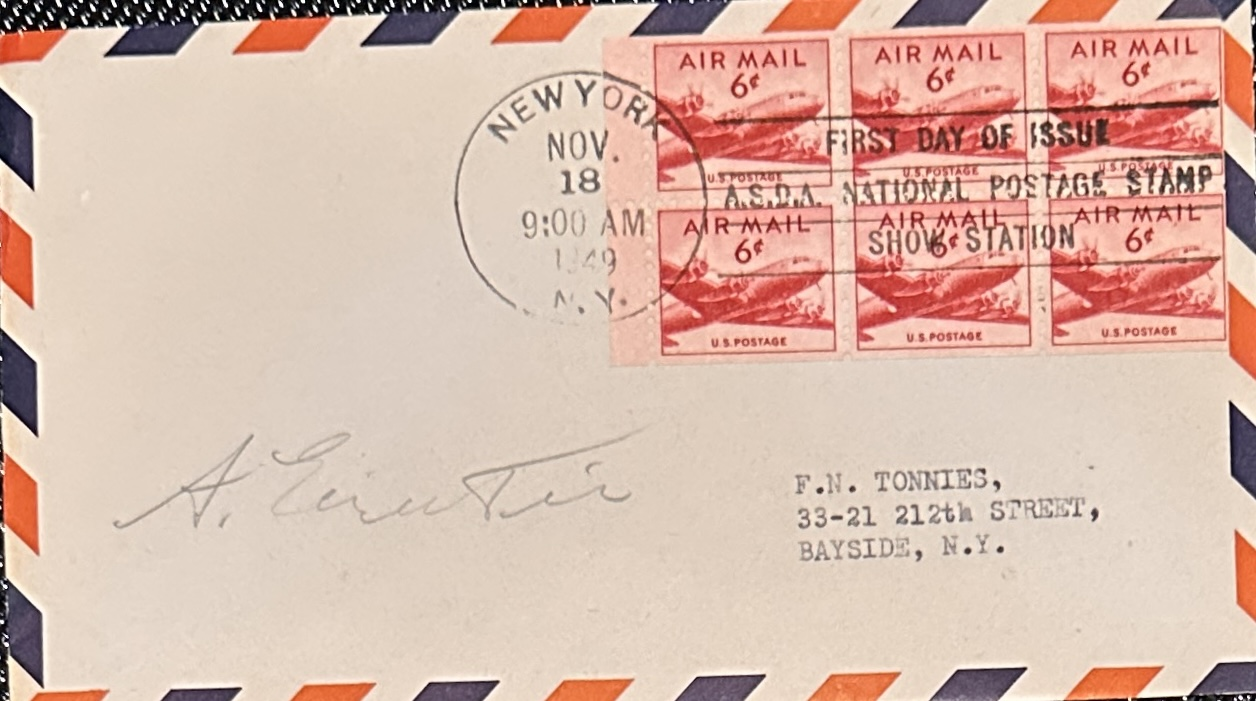 NEW YORK
NOV.
18
9:00 AM
1949
N.Y.
AIR MAIL
6¢
U.S. POSTAGE
AIR MAIL
6¢
U.S. POSTAGE
AIR MAIL
6¢
U.S. POSTAGE
FIRST DAY OF ISSUE
A.S.D.A. NATIONAL POSTAGE STAMP
SHOW STATION
AIR MAIL
6¢
U.S. POSTAGE
AIR MAIL
6¢
U.S. POSTAGE
AIR MAIL
6¢
U.S. POSTAGE
A.
F.N. TONNIES,
33-21 212th STREET,
BAYSIDE, N.Y.